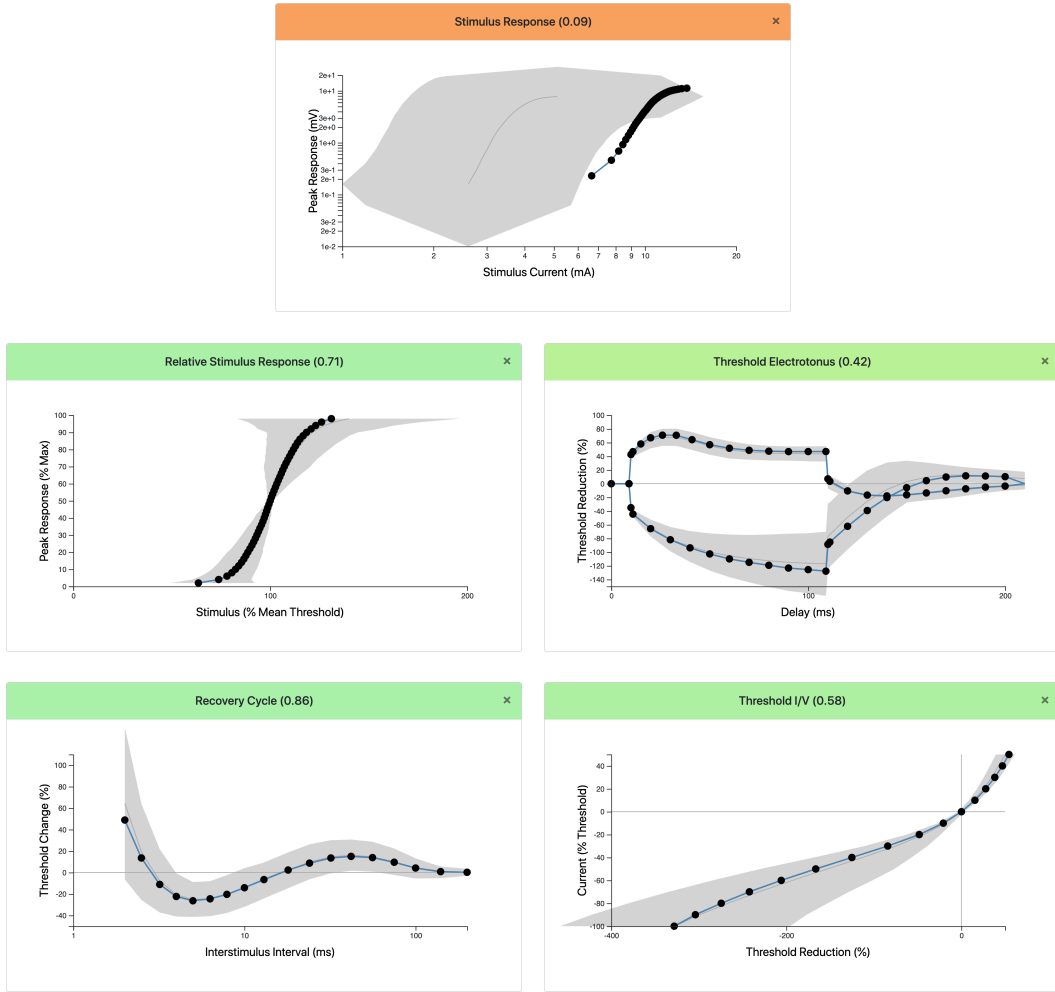 Stimulus Response (0.09)
×
2e+1
1e+1
3e+0
2e+0
1e+0
3e-1
2e-1
1e-1
3e-2
2e-2
1e-2
Peak Response (mV)
1 2 3 4 5 6 7 8 9 10 20
Stimulus Current (mA)
Relative Stimulus Response (0.71)
×
100
90
80
70
60
50
40
30
20
10
0
Peak Response (% Max)
0 100 200
Stimulus (% Mean Threshold)
Threshold Electrotonus (0.42)
×
100
80
60
40
20
0
-20
-40
-60
-80
-100
-120
-140
Threshold Reduction (%)
100 200
Delay (ms)
Recovery Cycle (0.86)
×
100
80
60
40
20
0
-20
-40
Threshold Change (%)
1 10 100
Interstimulus Interval (ms)
Threshold I/V (0.58)
×
40
20
0
-20
-40
-60
-80
-100
Current (% Threshold)
-400 -200 0
Threshold Reduction (%)